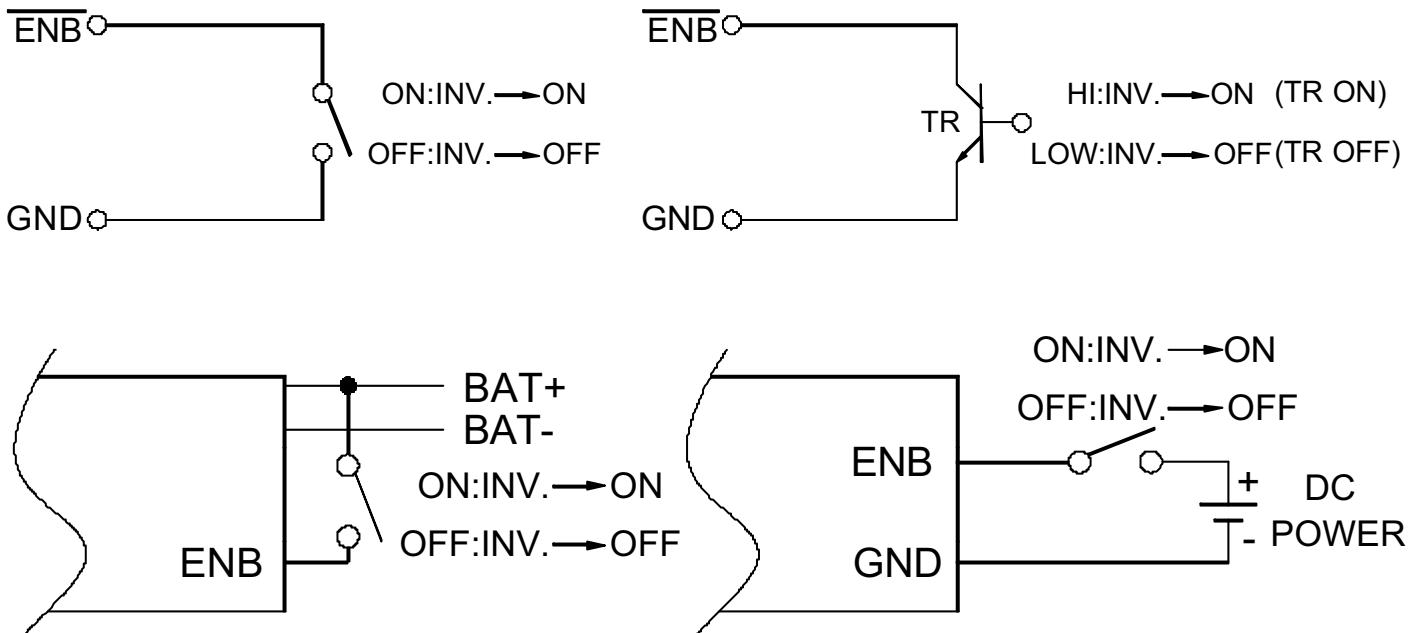 ENB
ON:INV.→ON
OFF:INV.→OFF
GND
ENB
TR
HI:INV.→ON (TR ON)
LOW:INV.→OFF(TR OFF)
GND
BAT+
BAT-
ON:INV.→ON
OFF:INV.→OFF
ENB
ON:INV.→ON
OFF:INV.→OFF
ENB
GND
+
-
DC
POWER